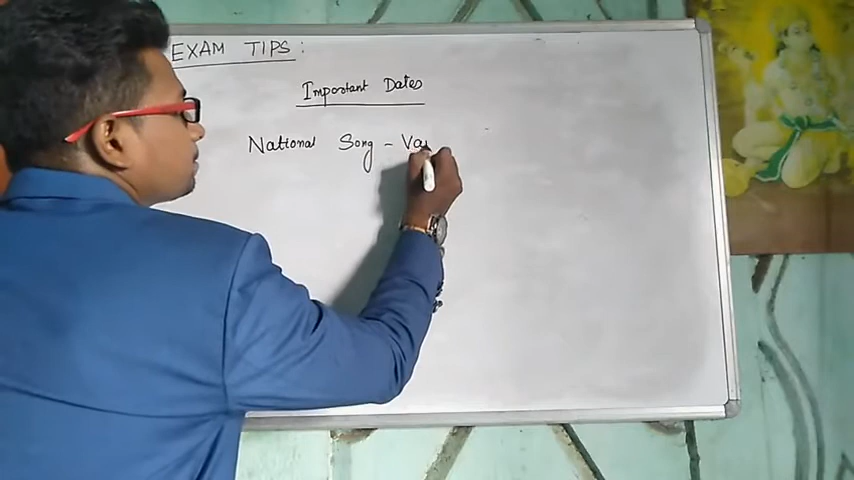 EXAM TIPS :
Important Dates
National Song - Va